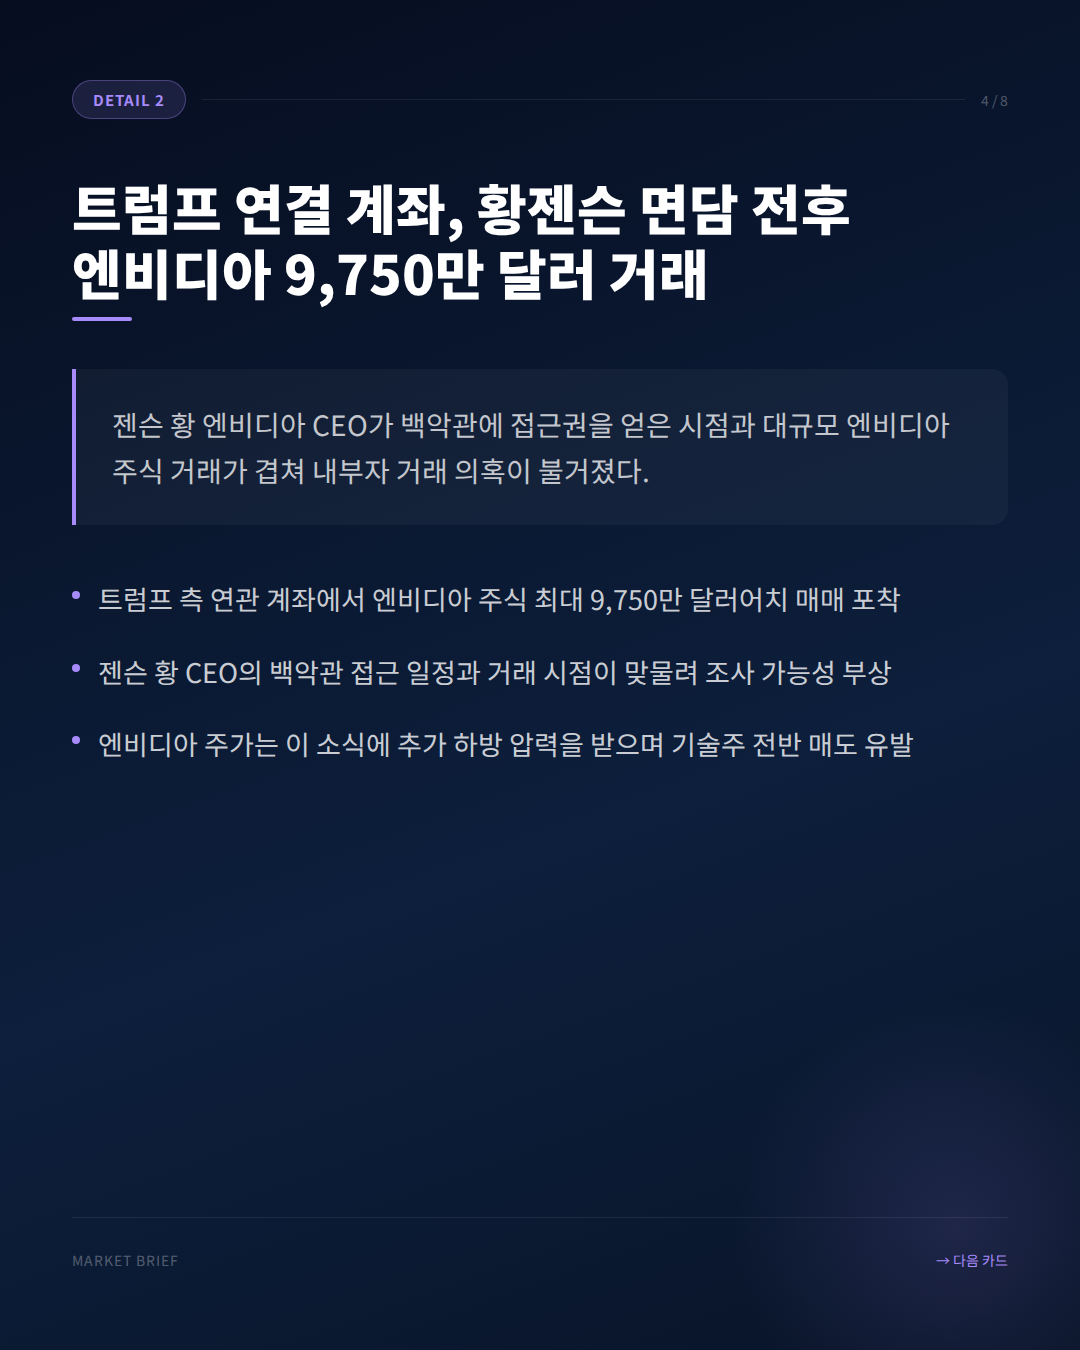 DETAIL 2
4 / 8
트럼프 연결 계좌, 황젠슨 면담 전후
엔비디아 9,750만 달러 거래
젠슨 황 엔비디아 CEO가 백악관에 접근권을 얻은 시점과 대규모 엔비디아
주식 거래가 겹쳐 내부자 거래 의혹이 불거졌다.
트럼프 측 연관 계좌에서 엔비디아 주식 최대 9,750만 달러어치 매매 포착
젠슨 황 CEO의 백악관 접근 일정과 거래 시점이 맞물려 조사 가능성 부상
엔비디아 주가는 이 소식에 추가 하방 압력을 받으며 기술주 전반 매도 유발
MARKET BRIEF
→ 다음 카드